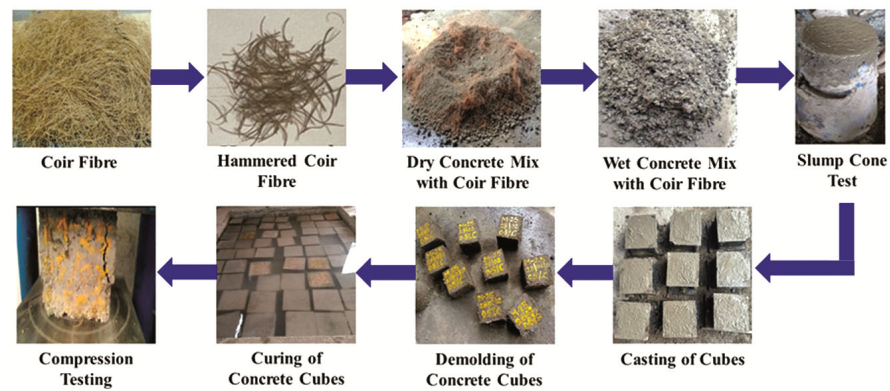 Coir Fibre
Hammered Coir
Fibre
Dry Concrete Mix
with Coir Fibre
Wet Concrete Mix
with Coir Fibre
Slump Cone
Test
Compression
Testing
Curing of
Concrete Cubes
Demolding of
Concrete Cubes
Casting of Cubes